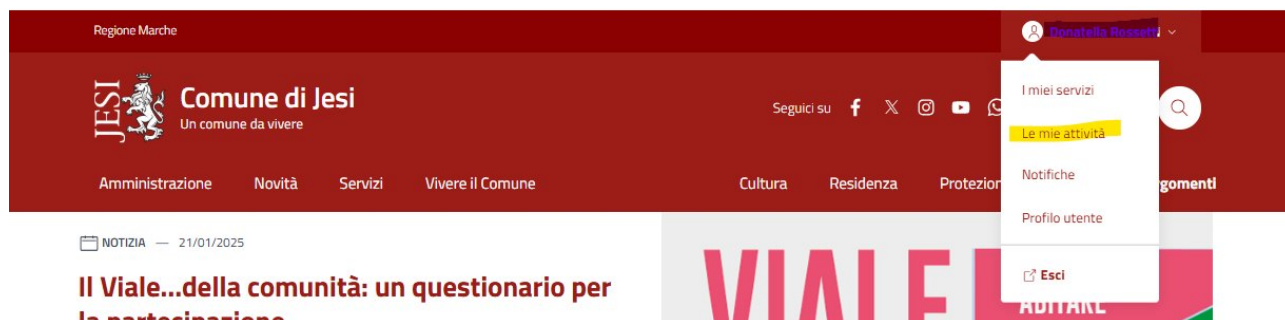 Regione Marche
JESI
Comune di Jesi
Un comune da vivere
Seguici su
Amministrazione Novità Servizi Vivere il Comune Cultura Residenza
I miei servizi
Le mie attività
Notifiche
Profilo utente
Esci
NOTIZIA — 21/01/2025
Il Viale...della comunità: un questionario per
la partecipazione
VIALE
ABITARE